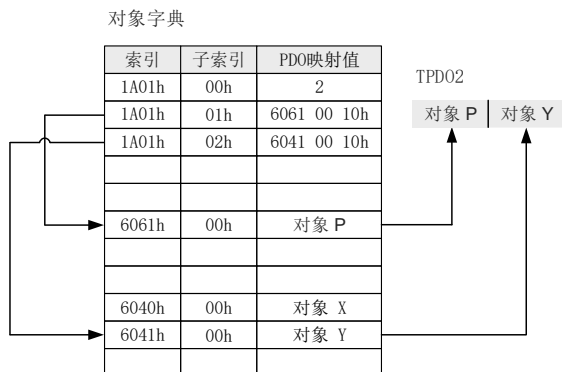 对象字典
索引 子索引 PDO映射值
1A01h 00h 2
1A01h 01h 6061 00 10h
1A01h 02h 6041 00 10h
6061h 00h 对象 P
6040h 00h 对象 X
6041h 00h 对象 Y
TPDO2
对象 P 对象 Y